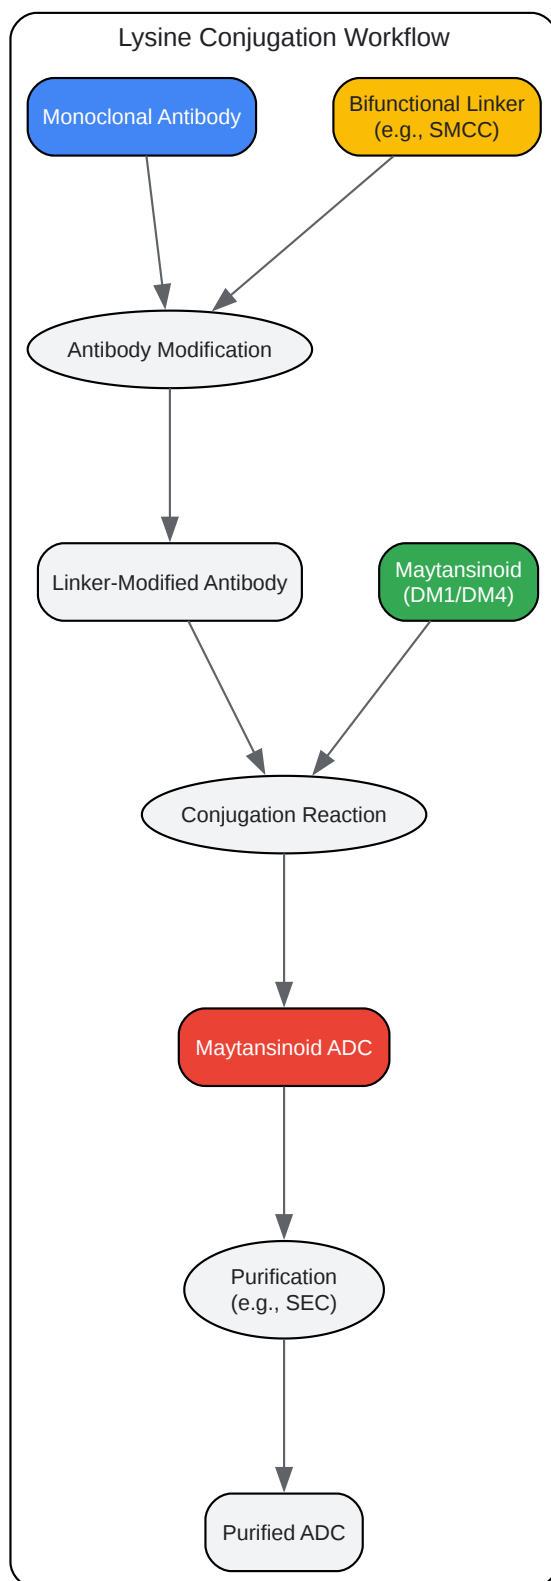 Lysine Conjugation Workflow
Monoclonal Antibody
Bifunctional Linker
(e.g., SMCC)
Antibody Modification
Linker-Modified Antibody
Maytansinoid
(DM1/DM4)
Conjugation Reaction
Maytansinoid ADC
Purification
(e.g., SEC)
Purified ADC